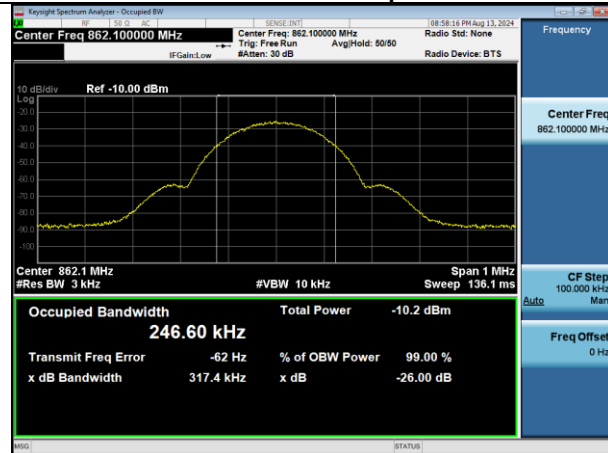 Keysight Spectrum Analyzer - Occupied BW
RF 50 Ω AC SENSE:INT 08:58:16 PM Aug 13, 2024
Center Freq 862.100000 MHz Center Freq: 862.100000 MHz Radio Std: None
Trig: Free Run Avg|Hold: 50/50
IFGain:Low #Atten: 30 dB Radio Device: BTS
10 dB/div Ref -10.00 dBm
Log
-20.0
-30.0
-40.0
-50.0
-60.0
-70.0
-80.0
-90.0
-100
Center 862.1 MHz Span 1 MHz
#Res BW 3 kHz #VBW 10 kHz Sweep 136.1 ms
Occupied Bandwidth Total Power -10.2 dBm
246.60 kHz
Transmit Freq Error -62 Hz % of OBW Power 99.00 %
x dB Bandwidth 317.4 kHz x dB -26.00 dB
MSG STATUS
Frequency
Center Freq
862.100000 MHz
CF Step
100.000 kHz
Auto Man
Freq Offset
0 Hz